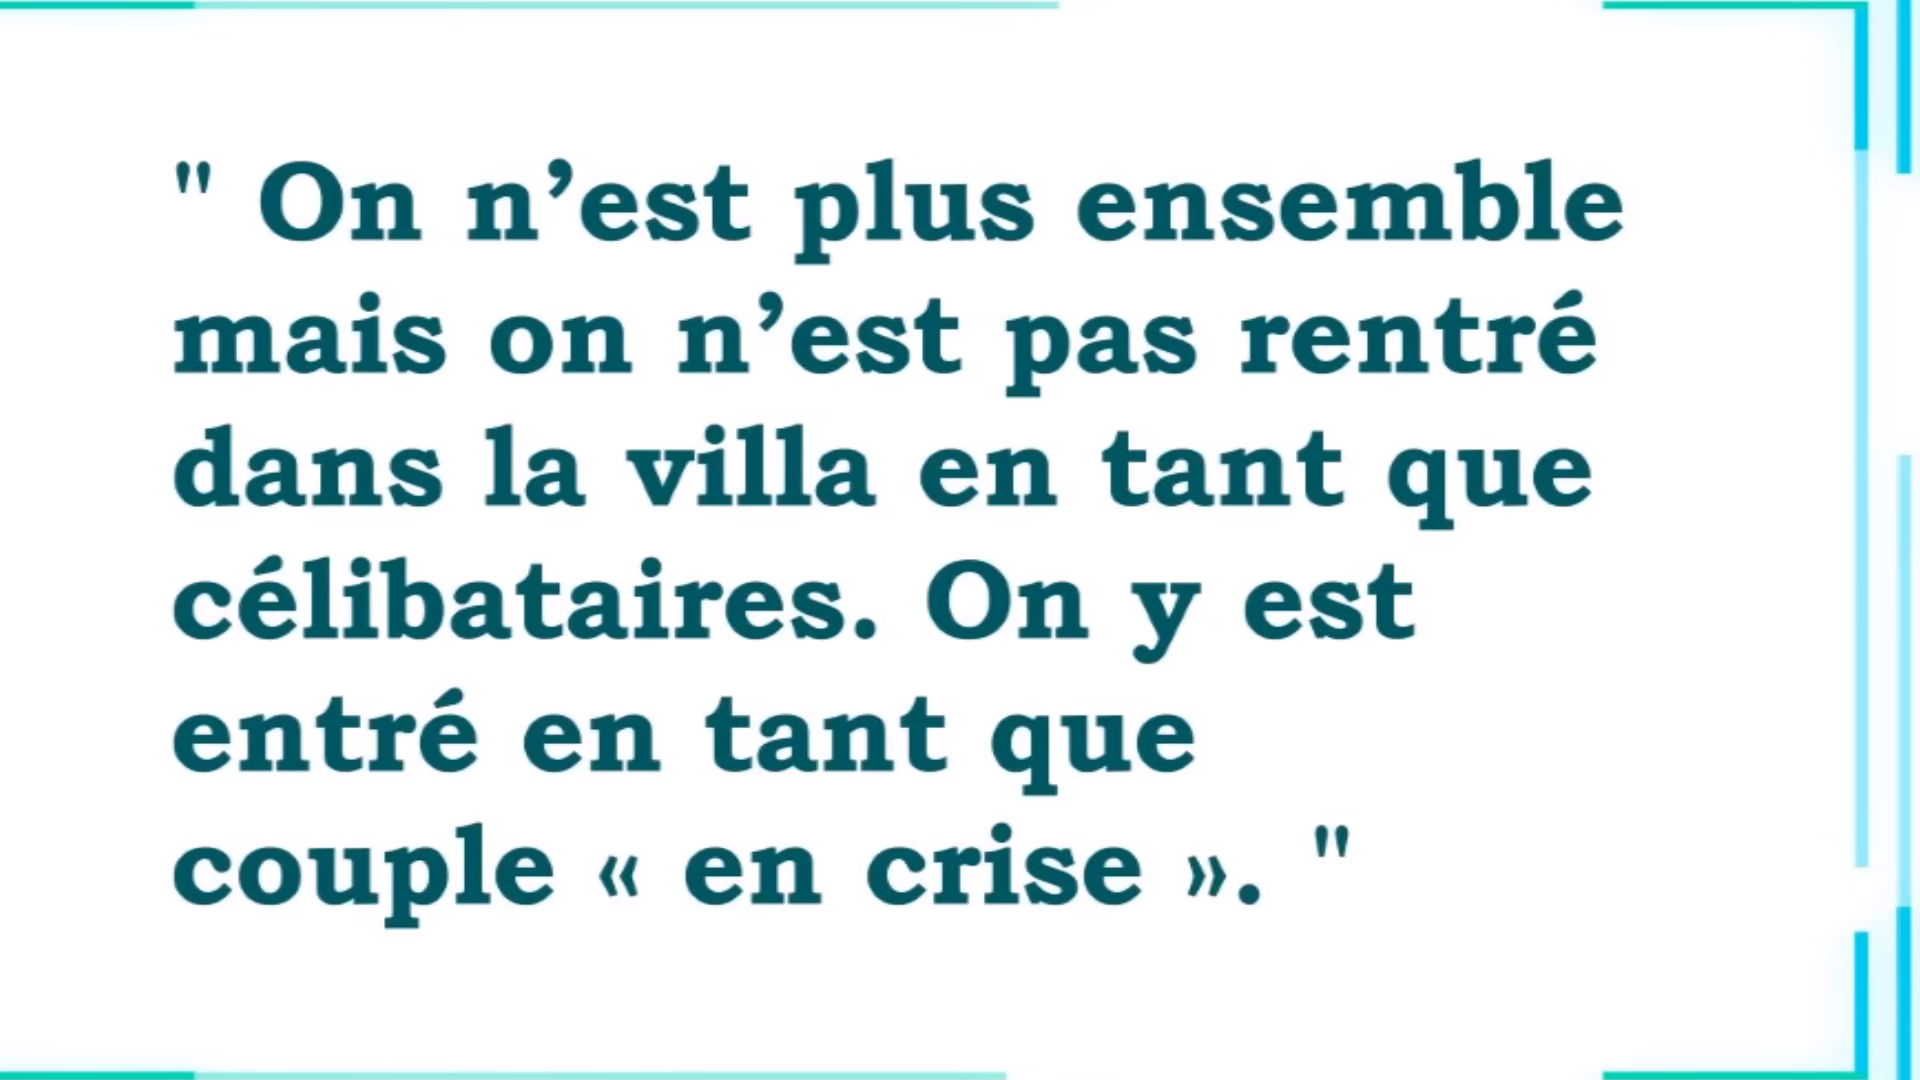 " On n’est plus ensemble
mais on n’est pas rentré
dans la villa en tant que
célibataires. On y est
entré en tant que
couple « en crise ». "